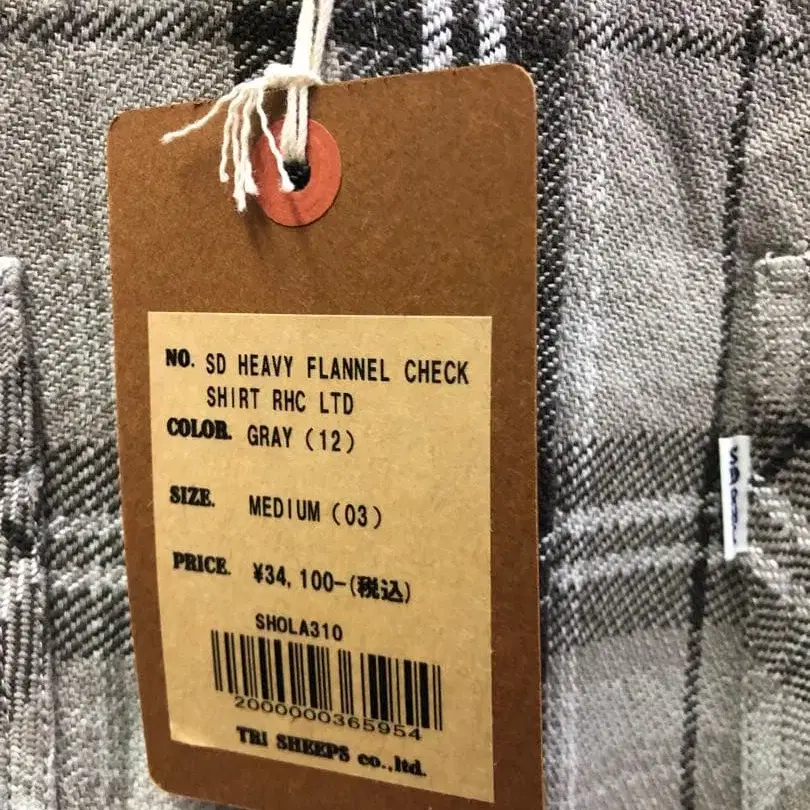 NO. SD HEAVY FLANNEL CHECK
SHIRT RHC LTD
COLOR. GRAY (12)
SIZE. MEDIUM (03)
PRICE. ¥34,100-(税込)
SHOLA310
2000000365954
TRI SHEEPS co.,ltd.